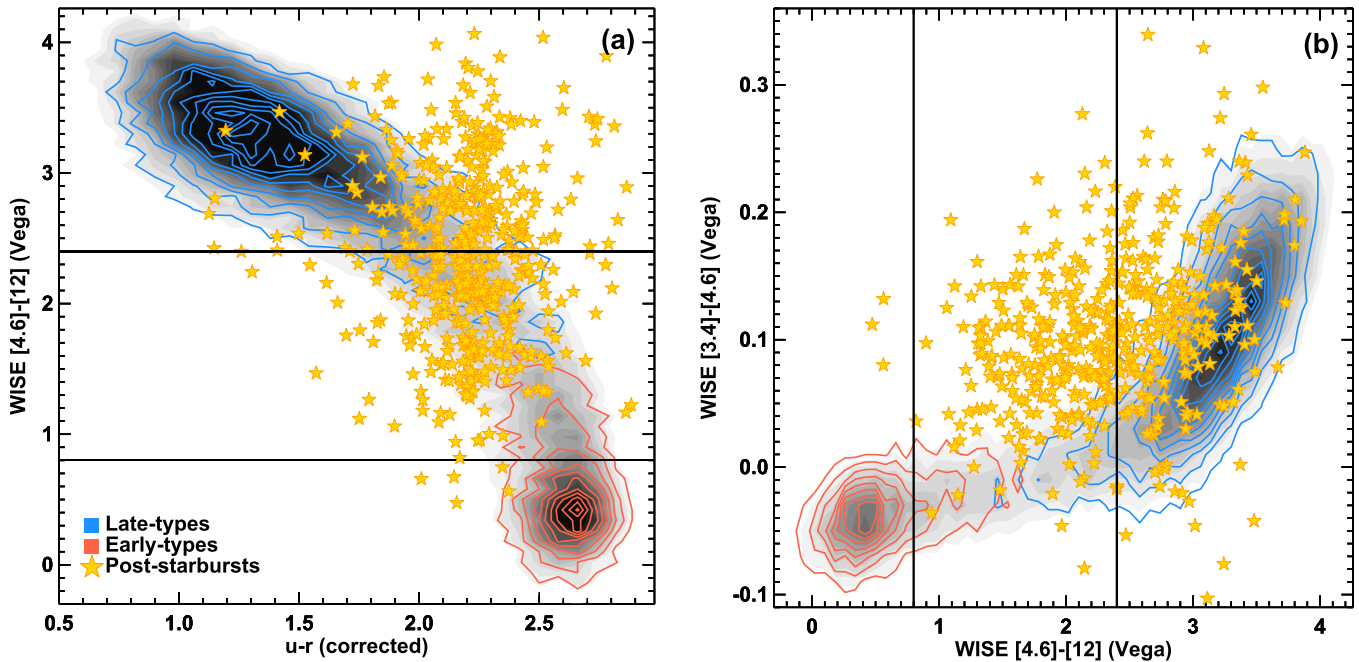 (a)
4
3
2
1
0
WISE [4.6]-[12] (Vega)
Late-types
Early-types
Post-starbursts
0.5 1.0 1.5 2.0 2.5
u-r (corrected)
(b)
0.3
0.2
0.1
0.0
-0.1
WISE [3.4]-[4.6] (Vega)
0 1 2 3 4
WISE [4.6]-[12] (Vega)